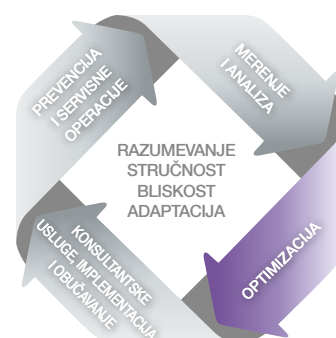 PREVENCIJA
I SERVISNE
OPERACIJE
MERENJE
I ANALIZA
RAZUMEVANJE
STRUČNOST
BLISKOST
ADAPTACIJA
OPTIMIZACIJA
KONSULTANTSKE
USLUGE, IMPLEMENTACIJA
I OBUČAVANJE